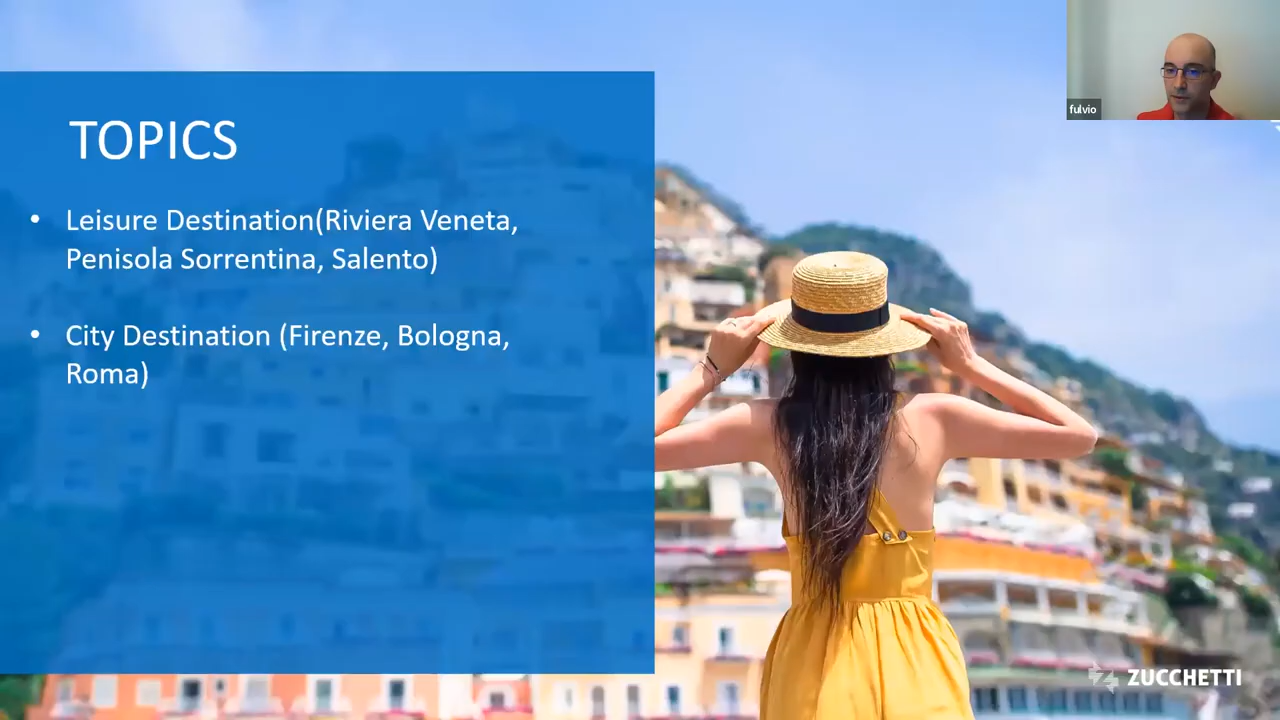 fulvio
TOPICS
• Leisure Destination(Riviera Veneta,
Penisola Sorrentina, Salento)
• City Destination (Firenze, Bologna,
Roma)
ZUCCHETTI